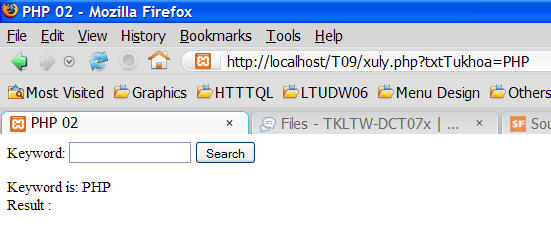 PHP 02 - Mozilla Firefox
File Edit View History Bookmarks Tools Help
http://localhost/T09/xuly.php?txtTukhoa=PHP
Most Visited Graphics HTTTQL LTUDW06 Menu Design Others
PHP 02 × Files - TKLTW-DCT07x | ... × SF Sou
Keyword: Search
Keyword is: PHP
Result :